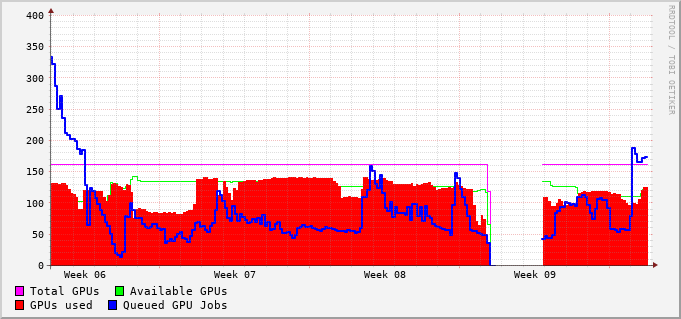 400
350
300
250
200
150
100
50
0
Week 06 Week 07 Week 08 Week 09
Total GPUs Available GPUs
GPUs used Queued GPU Jobs
RRDTOOL / TOBI OETIKER